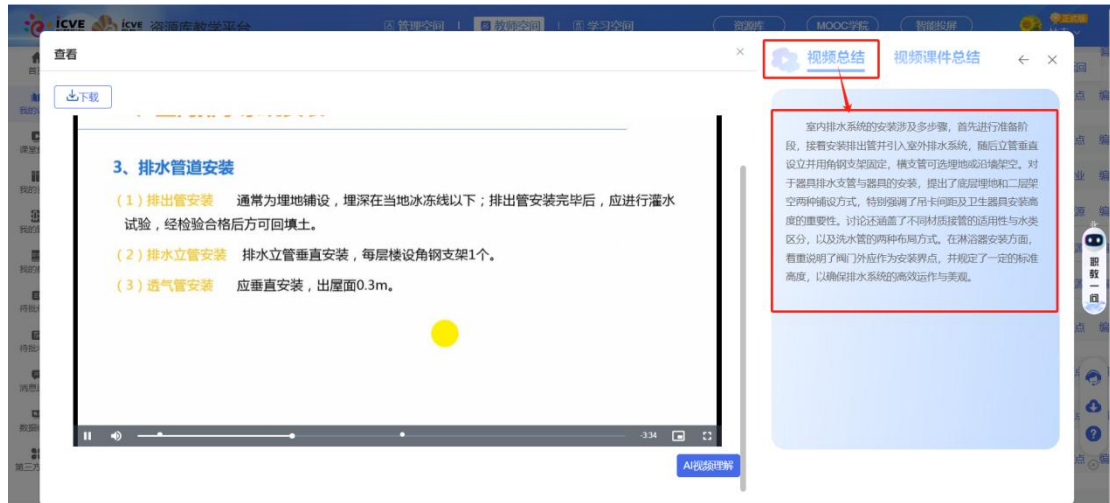 icve icve 资源库教学平台
管理空间 | 教师空间 | 学习空间
资源库 MOOC学院 智能投屏
正式版
查看
下载
3、排水管道安装
（1）排出管安装 通常为埋地铺设，埋深在当地冰冻线以下；排出管安装完毕后，应进行灌水
试验，经检验合格后方可回填土。
（2）排水立管安装 排水立管垂直安装，每层楼设角钢支架1个。
（3）透气管安装 应垂直安装，出屋面0.3m。
-3:34
AI视频理解
视频总结 视频课件总结
室内排水系统的安装涉及多步骤，首先进行准备阶
段，接着安装排出管并引入室外排水系统，随后立管垂直
设立并用角钢支架固定，横支管可选埋地或沿墙架空。对
于器具排水支管与器具的安装，提出了底层埋地和二层架
空两种铺设方式，特别强调了吊卡间距及卫生器具安装高
度的重要性。讨论还涵盖了不同材质接管的适用性与水类
区分，以及洗水管的两种布局方式。在淋浴器安装方面，
着重说明了阀门外应作为安装界点，并规定了一定的标准
高度，以确保排水系统的高效运作与美观。
职教一问